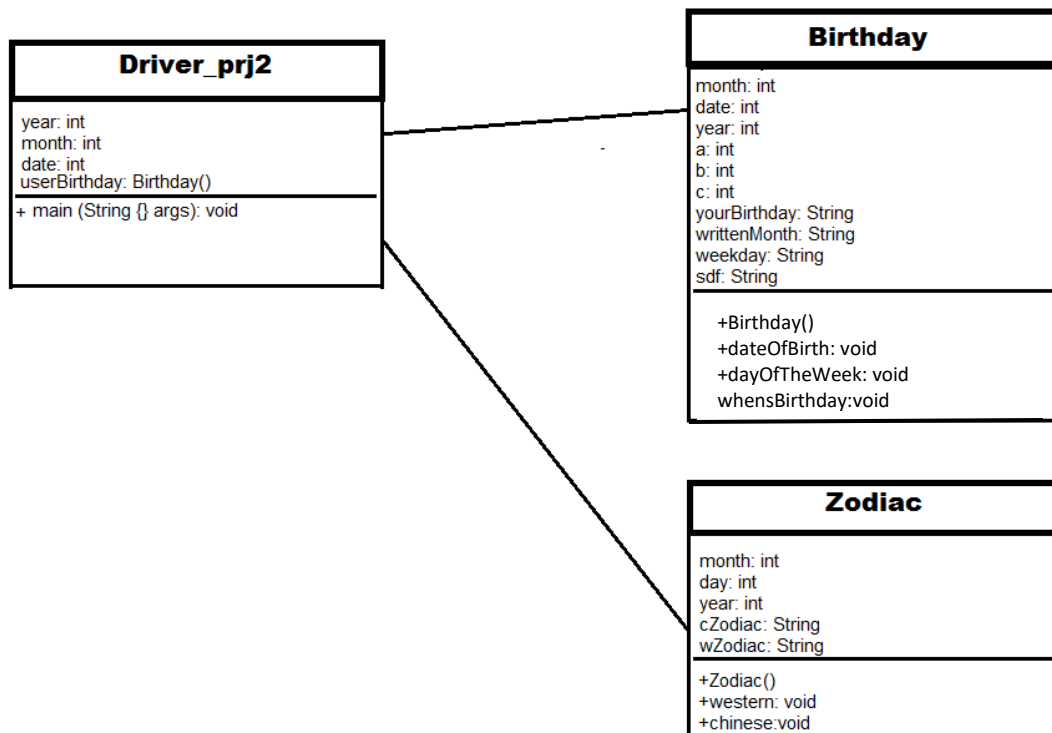 Driver_prj2
year: int
month: int
date: int
userBirthday: Birthday()
+ main (String {} args): void
Birthday
month: int
date: int
year: int
a: int
b: int
c: int
yourBirthday: String
writtenMonth: String
weekday: String
sdf: String
+Birthday()
+dateOfBirth: void
+dayOfTheWeek: void
whensBirthday:void
Zodiac
month: int
day: int
year: int
cZodiac: String
wZodiac: String
+Zodiac()
+western: void
+chinese:void